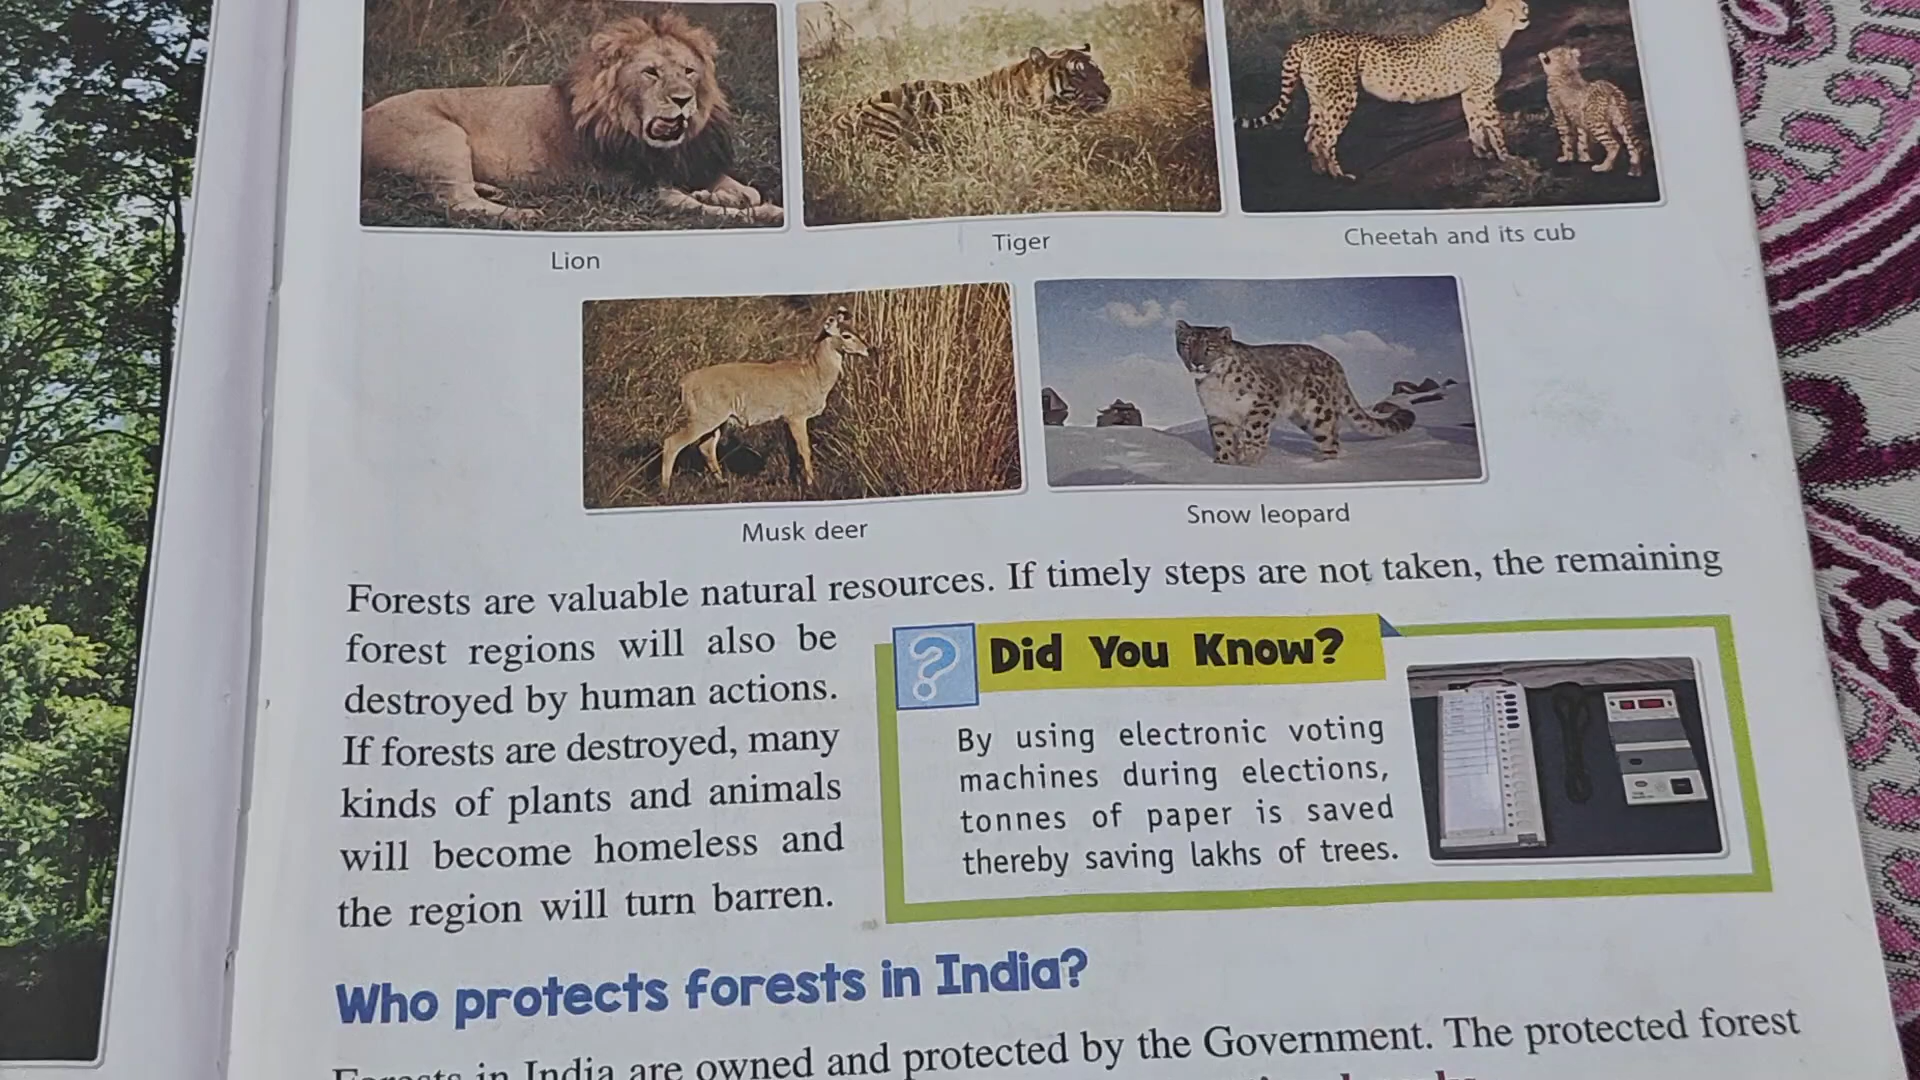 Lion
Tiger
Cheetah and its cub
Musk deer
Snow leopard
Forests are valuable natural resources. If timely steps are not taken, the remaining
forest regions will also be
destroyed by human actions.
If forests are destroyed, many
kinds of plants and animals
will become homeless and
the region will turn barren.
? Did You Know?
By using electronic voting
machines during elections,
tonnes of paper is saved
thereby saving lakhs of trees.
Who protects forests in India?
Forests in India are owned and protected by the Government. The protected forest